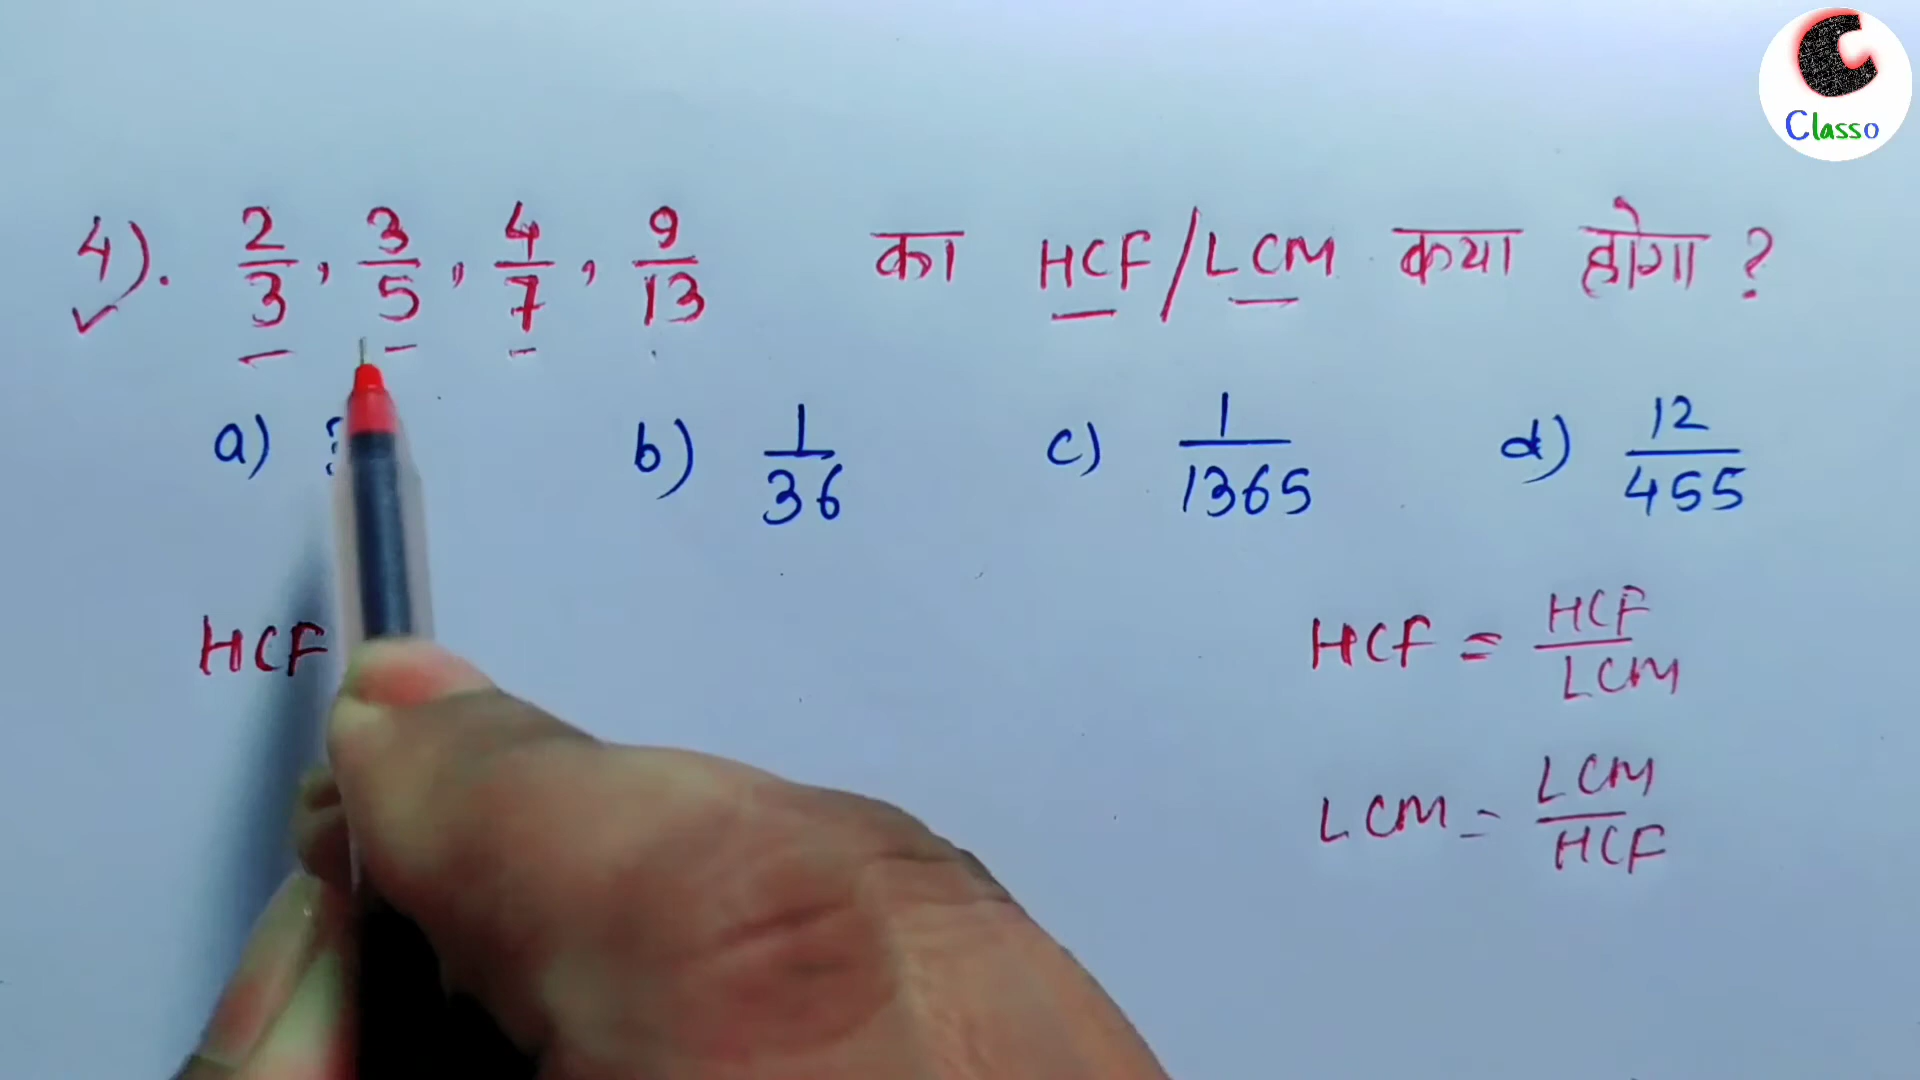 C
Classo
4). 2/3, 3/5, 4/7, 9/13 का HCF/LCM कया होगा ?
a) b) 1/36 c) 1/1365 d) 12/455
HCF
HCF = HCF/LCM
LCM = LCM/HCF